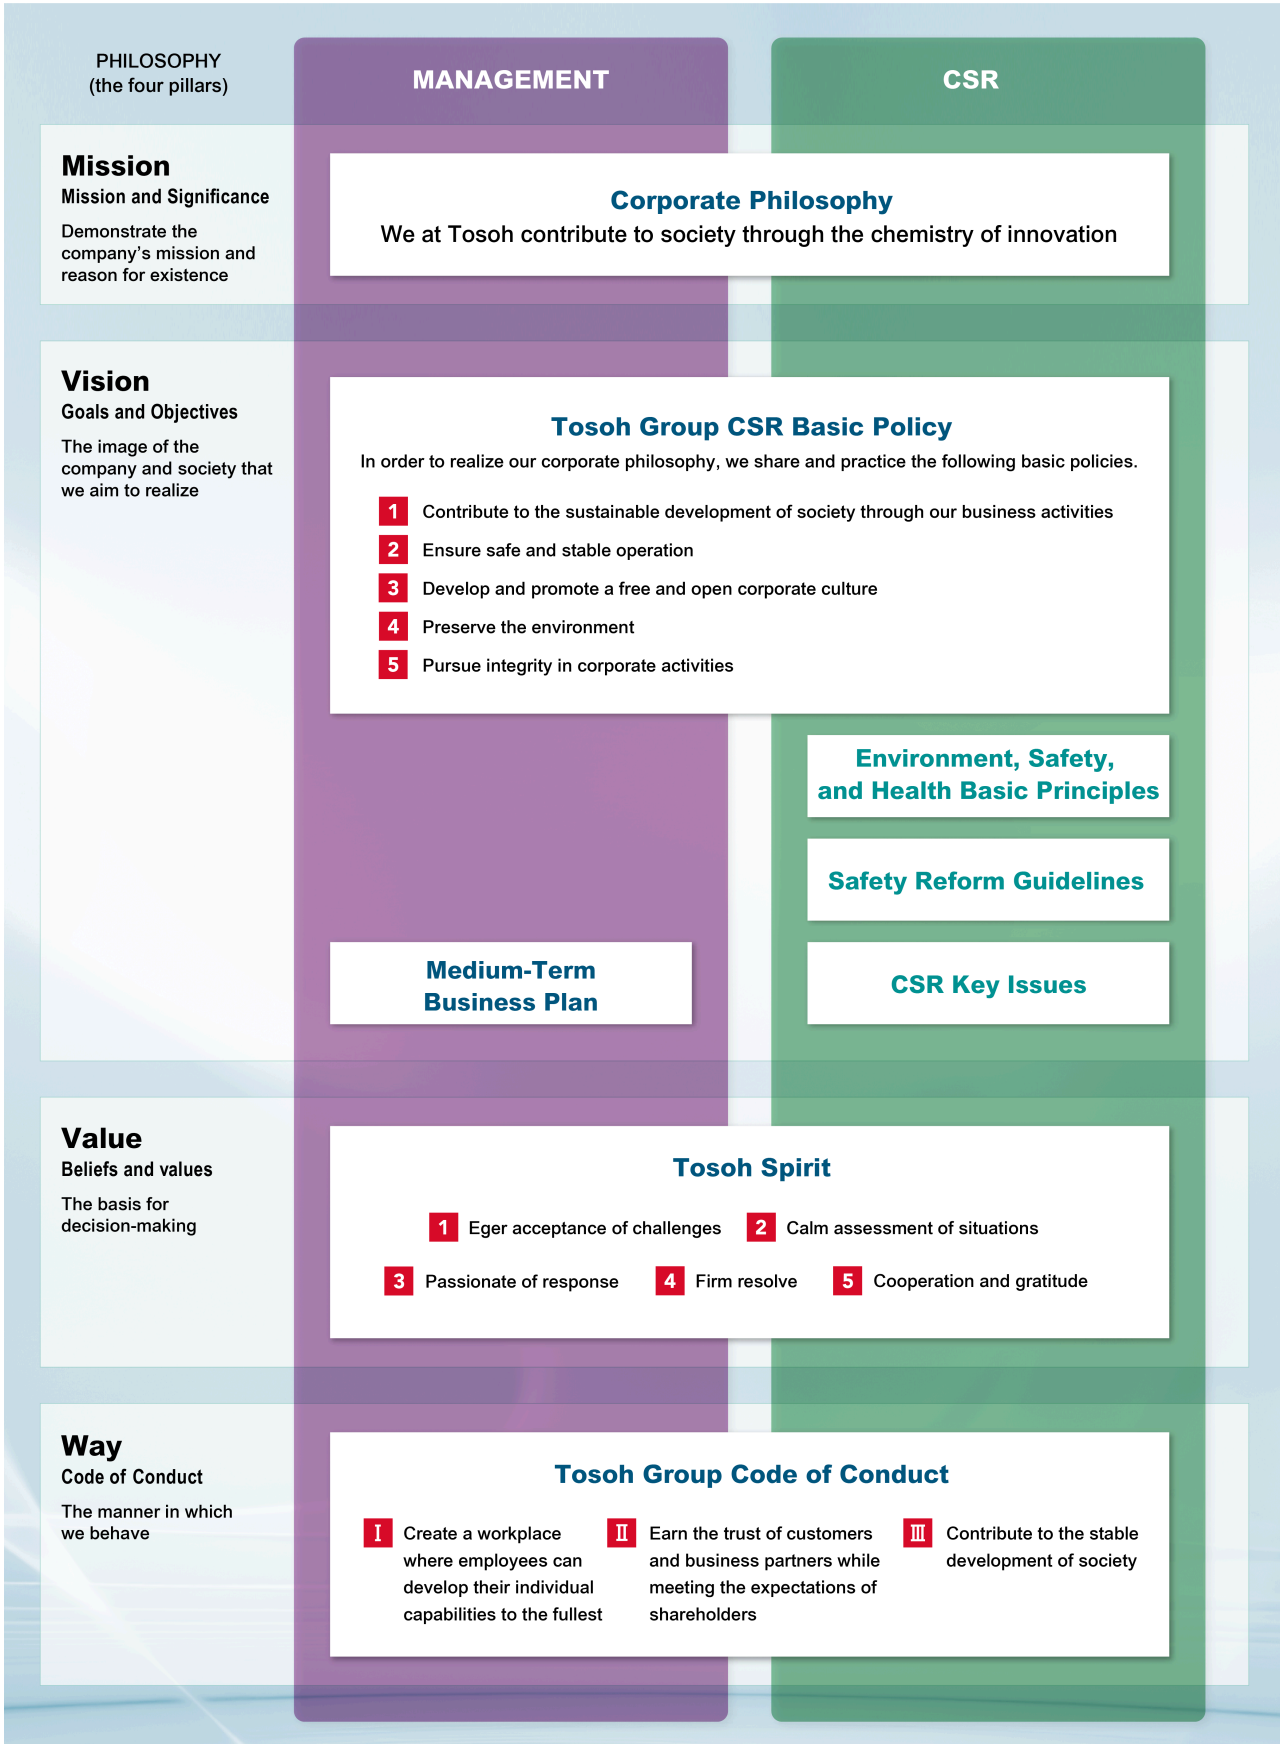 PHILOSOPHY
(the four pillars)
MANAGEMENT
CSR
Mission
Mission and Significance
Demonstrate the
company's mission and
reason for existence
Corporate Philosophy
We at Tosoh contribute to society through the chemistry of innovation
Vision
Goals and Objectives
The image of the
company and society that
we aim to realize
Tosoh Group CSR Basic Policy
In order to realize our corporate philosophy, we share and practice the following basic policies.
1 Contribute to the sustainable development of society through our business activities
2 Ensure safe and stable operation
3 Develop and promote a free and open corporate culture
4 Preserve the environment
5 Pursue integrity in corporate activities
Environment, Safety,
and Health Basic Principles
Safety Reform Guidelines
Medium-Term
Business Plan
CSR Key Issues
Value
Beliefs and values
The basis for
decision-making
Tosoh Spirit
1 Eger acceptance of challenges 2 Calm assessment of situations
3 Passionate of response 4 Firm resolve 5 Cooperation and gratitude
Way
Code of Conduct
The manner in which
we behave
Tosoh Group Code of Conduct
I Create a workplace
where employees can
develop their individual
capabilities to the fullest
II Earn the trust of customers
and business partners while
meeting the expectations of
shareholders
III Contribute to the stable
development of society